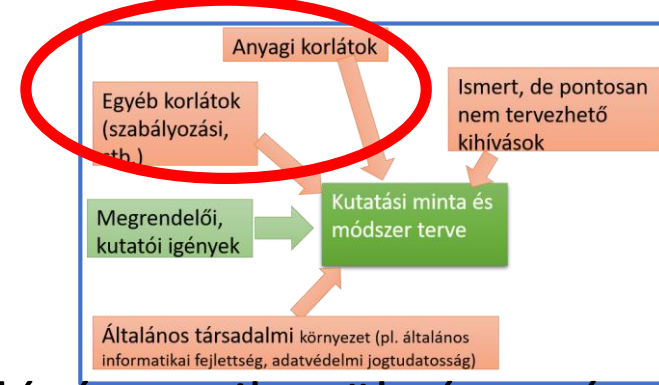 Anyagi korlátok
Egyéb korlátok
(szabályozási,
stb.)
Ismert, de pontosan
nem tervezhető
kihívások
Megrendelői,
kutatói igények
Kutatási minta és
módszer terve
Általános társadalmi környezet (pl. általános
informatikai fejlettség, adatvédelmi jogtudatosság)